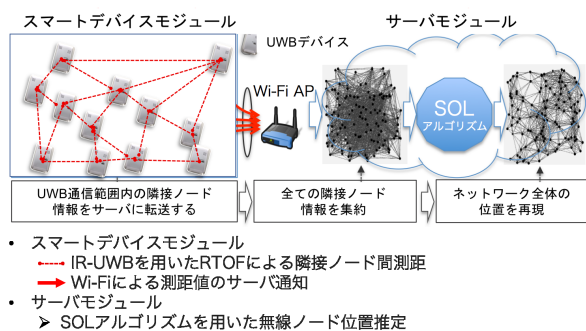 スマートデバイスモジュール
サーバモジュール
UWBデバイス
Wi-Fi AP
SOL
アルゴリズム
UWB通信範囲内の隣接ノード
情報をサーバに転送する
全ての隣接ノード
情報を集約
ネットワーク全体の
位置を再現
• スマートデバイスモジュール
IR-UWBを用いたRTOFによる隣接ノード間測距
Wi-Fiによる測距値のサーバ通知
• サーバモジュール
➢ SOLアルゴリズムを用いた無線ノード位置推定